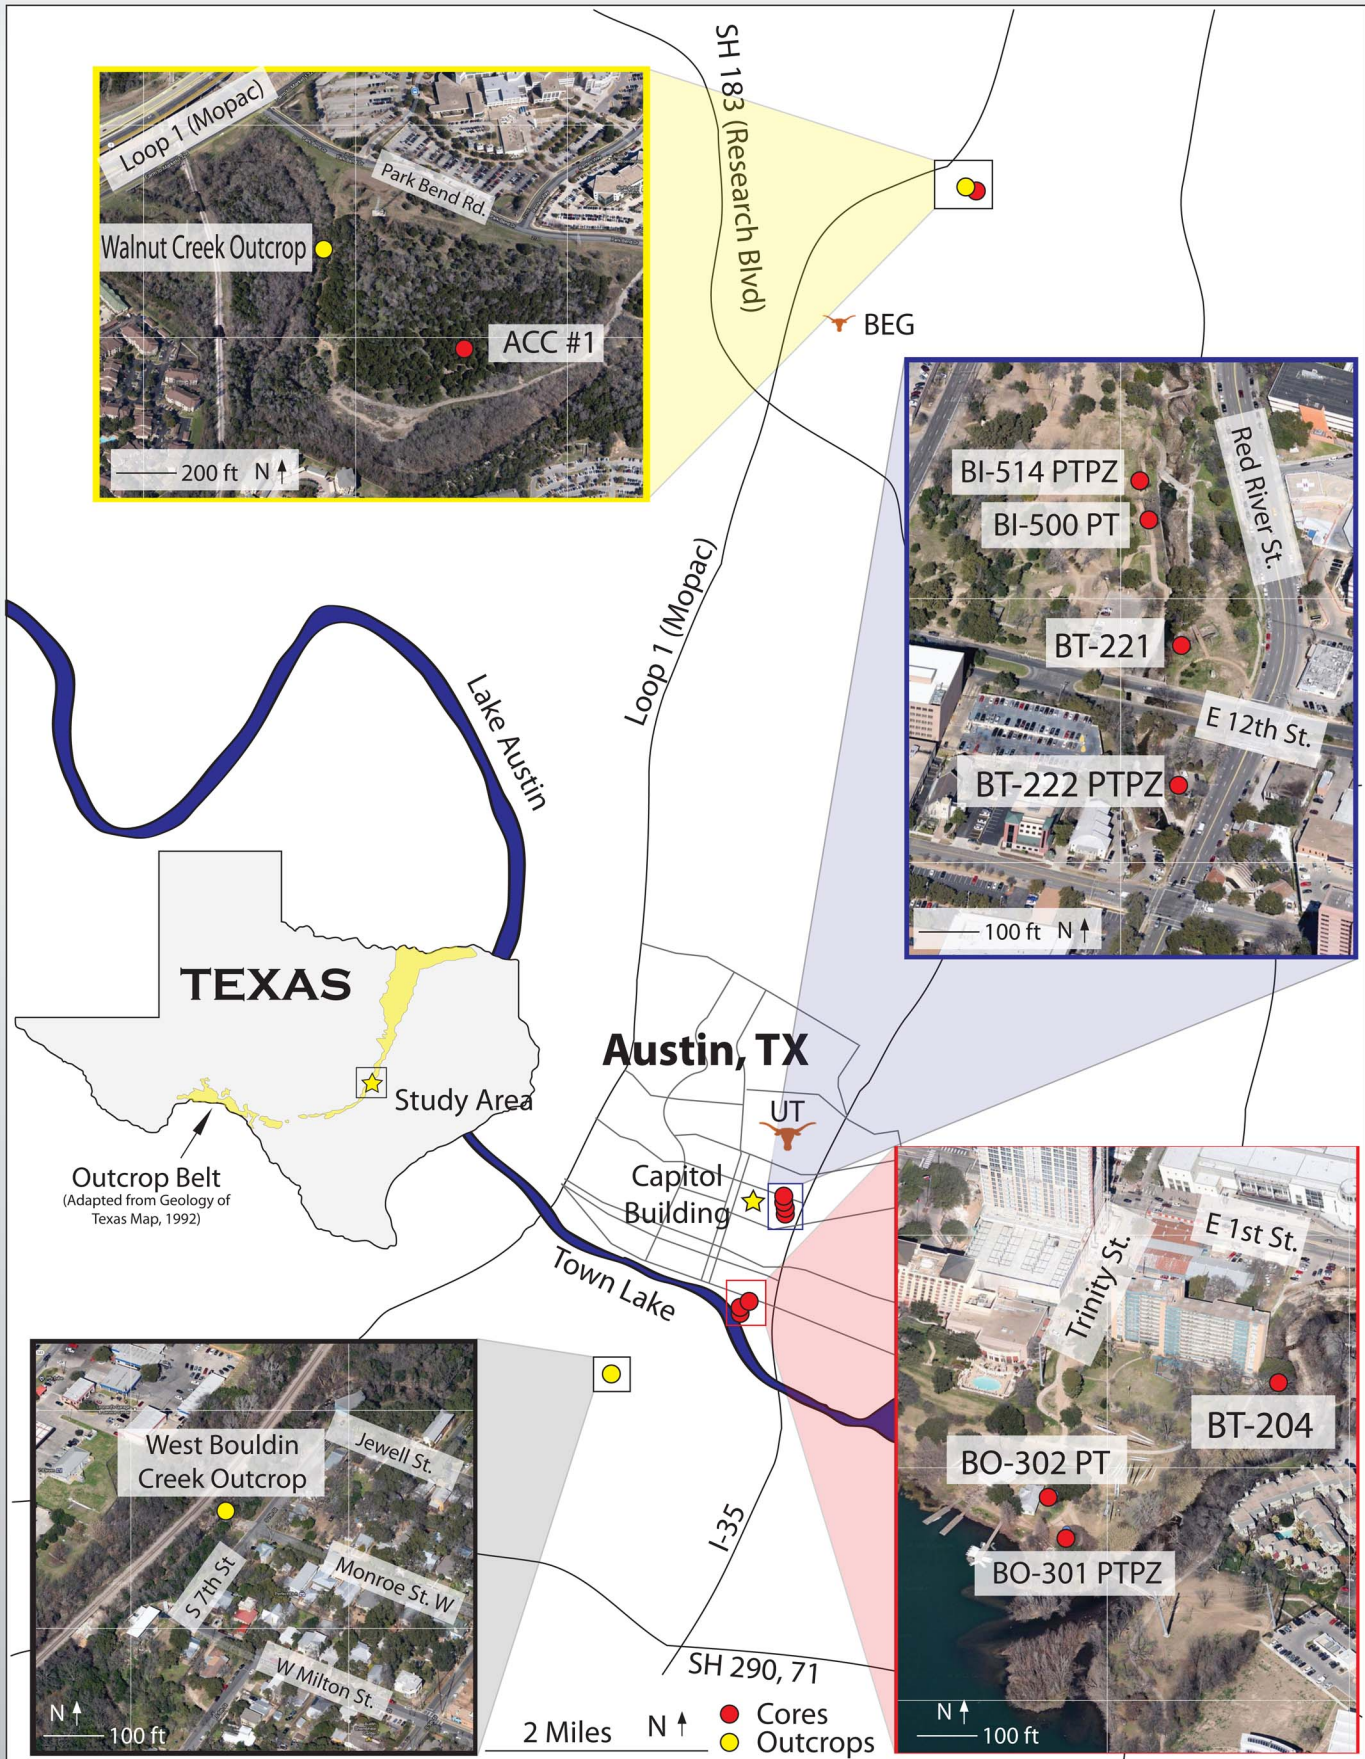 SH 183 (Research Blvd)
Loop 1 (Mopac)
Park Bend Rd.
Walnut Creek Outcrop
ACC #1
200 ft N
BEG
BI-514 PTPZ
BI-500 PT
Red River St.
BT-221
E 12th St.
BT-222 PTPZ
100 ft N
Loop 1 (Mopac)
Lake Austin
TEXAS
Study Area
Outcrop Belt
(Adapted from Geology of
Texas Map, 1992)
Austin, TX
UT
Capitol
Building
Town Lake
E 1st St.
Trinity St.
BT-204
BO-302 PT
BO-301 PTPZ
N
100 ft
West Bouldin
Creek Outcrop
Jewell St.
S 7th St
Monroe St. W
W Milton St.
N
100 ft
I-35
SH 290, 71
2 Miles N
Cores
Outcrops